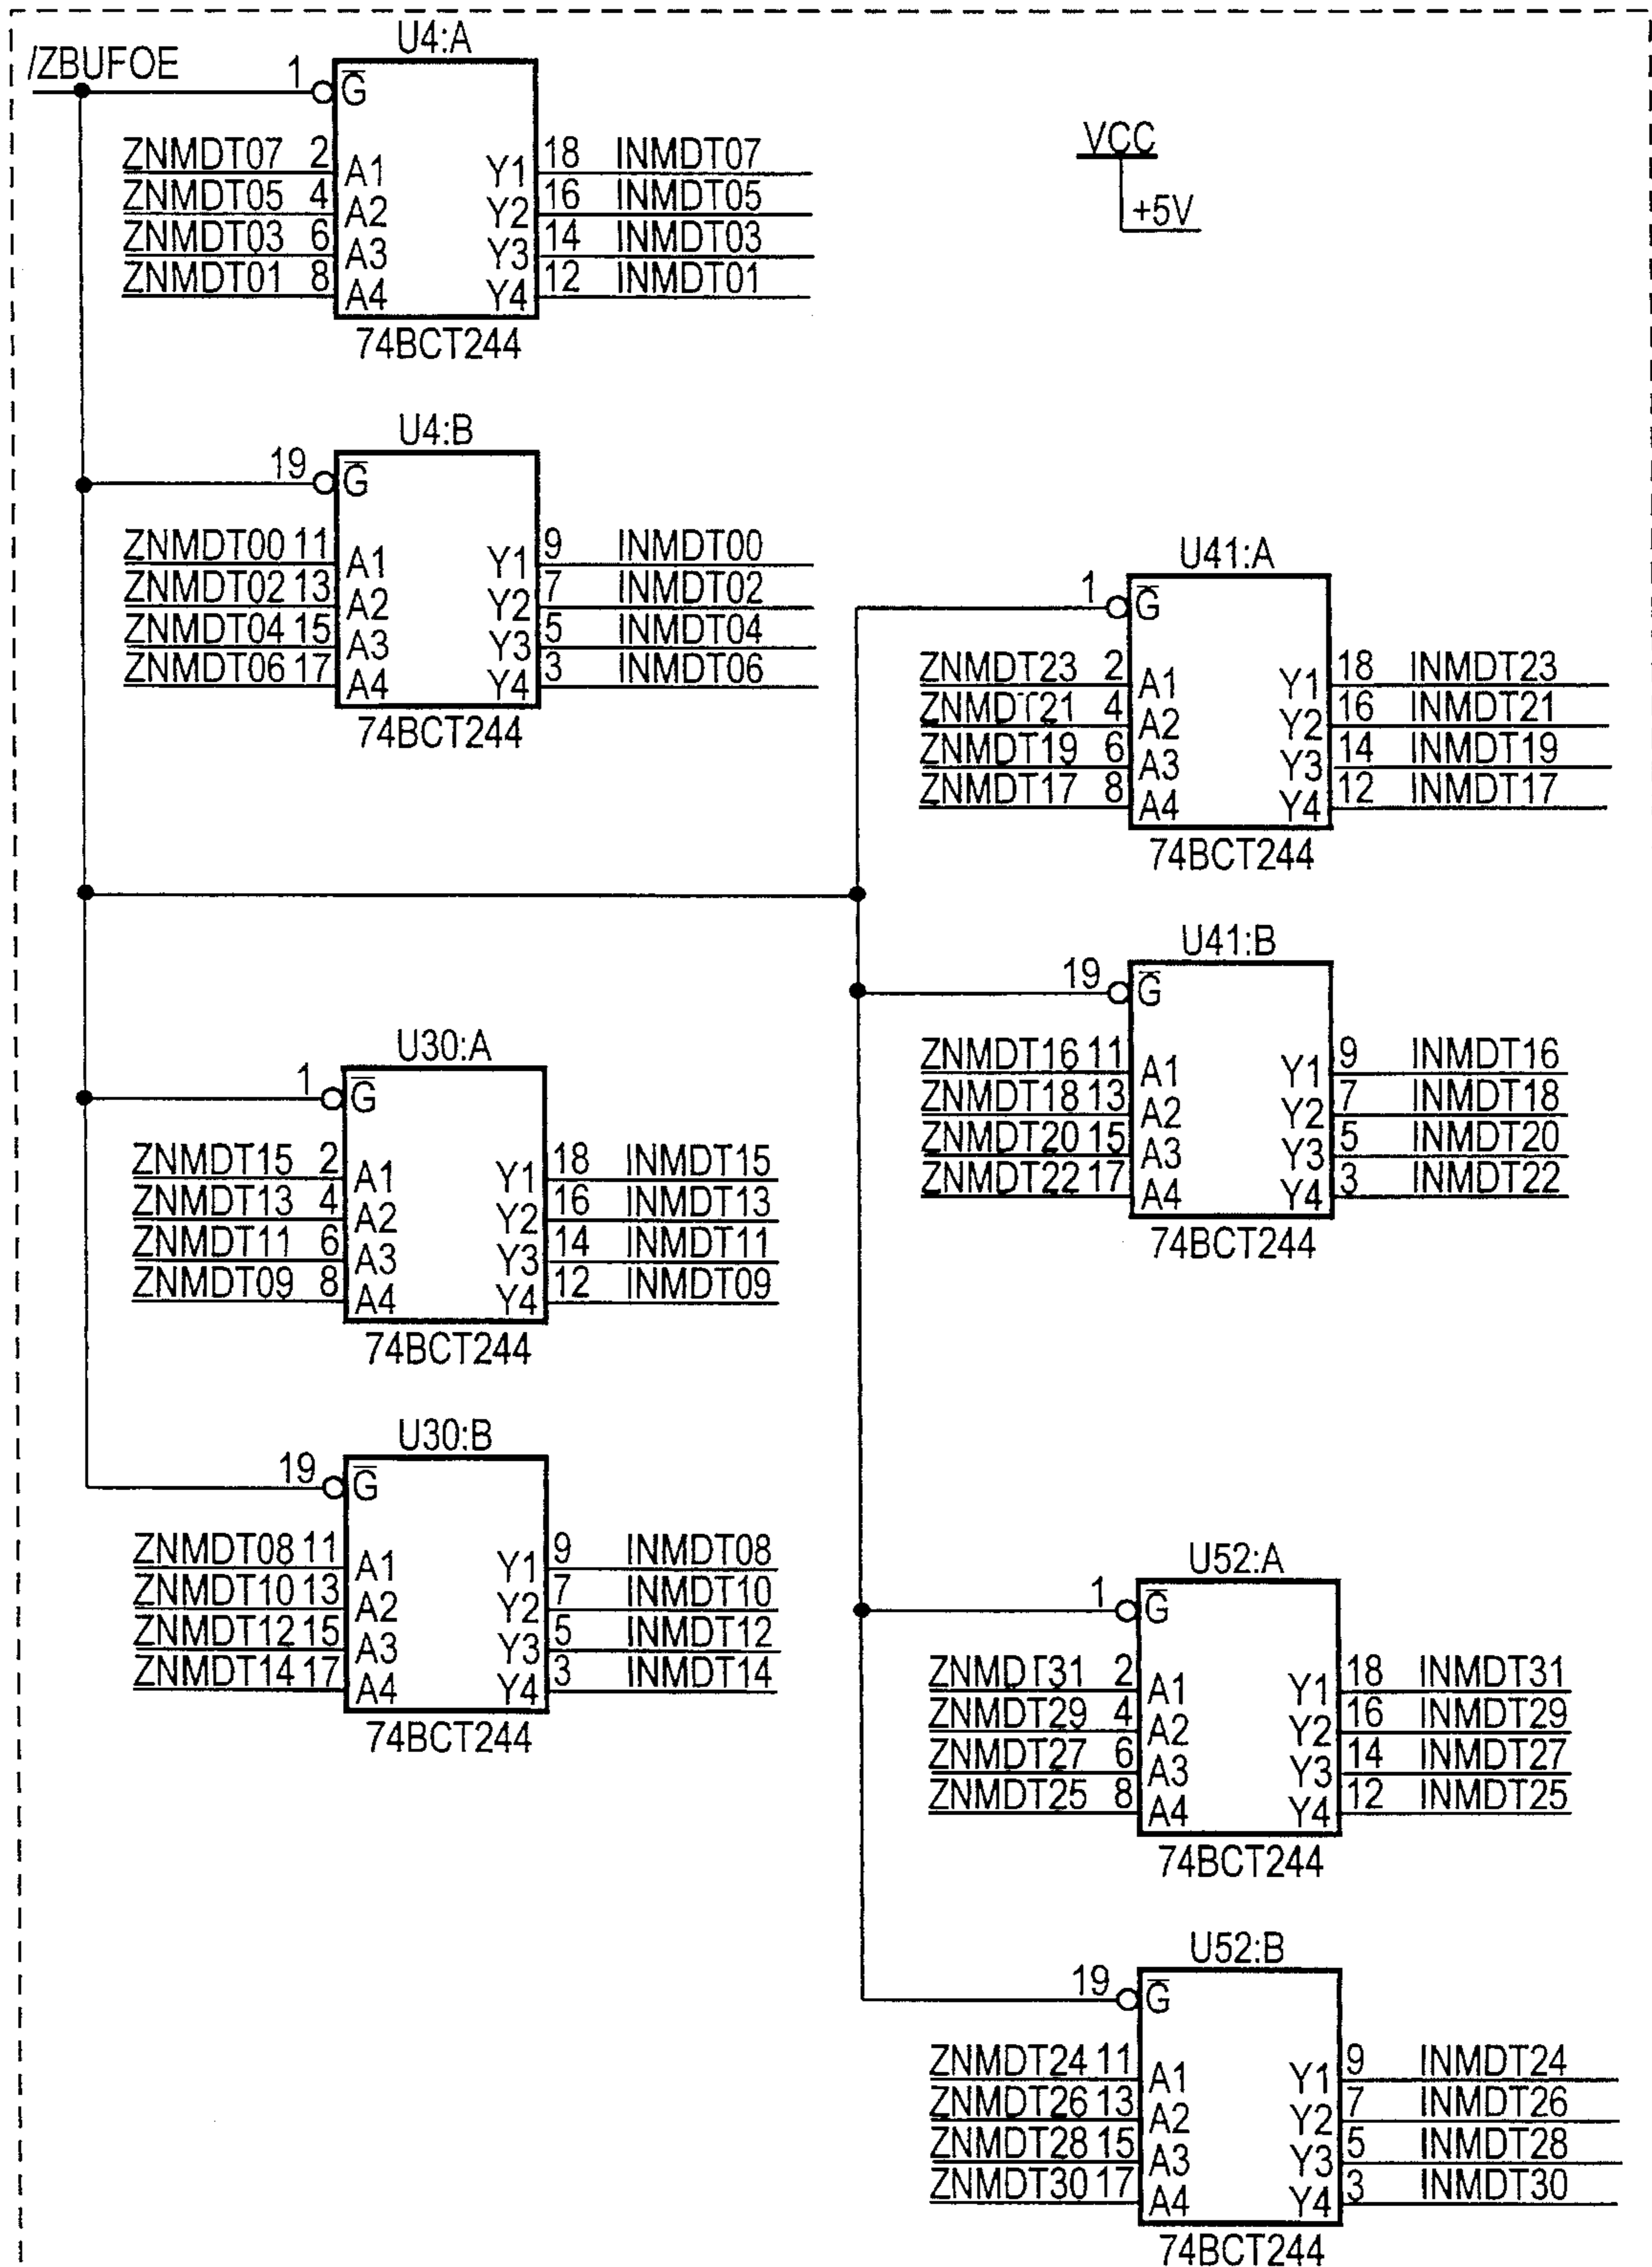 /ZBUFOE
U4:A
1 G̅
ZNMDT07 2 A1 Y1 18 INMDT07
ZNMDT05 4 A2 Y2 16 INMDT05
ZNMDT03 6 A3 Y3 14 INMDT03
ZNMDT01 8 A4 Y4 12 INMDT01
74BCT244
VCC
+5V
U4:B
19 G̅
ZNMDT00 11 A1 Y1 9 INMDT00
ZNMDT02 13 A2 Y2 7 INMDT02
ZNMDT04 15 A3 Y3 5 INMDT04
ZNMDT06 17 A4 Y4 3 INMDT06
74BCT244
U30:A
1 G̅
ZNMDT15 2 A1 Y1 18 INMDT15
ZNMDT13 4 A2 Y2 16 INMDT13
ZNMDT11 6 A3 Y3 14 INMDT11
ZNMDT09 8 A4 Y4 12 INMDT09
74BCT244
U30:B
19 G̅
ZNMDT08 11 A1 Y1 9 INMDT08
ZNMDT10 13 A2 Y2 7 INMDT10
ZNMDT12 15 A3 Y3 5 INMDT12
ZNMDT14 17 A4 Y4 3 INMDT14
74BCT244
U41:A
1 G̅
ZNMDT23 2 A1 Y1 18 INMDT23
ZNMDT21 4 A2 Y2 16 INMDT21
ZNMDT19 6 A3 Y3 14 INMDT19
ZNMDT17 8 A4 Y4 12 INMDT17
74BCT244
U41:B
19 G̅
ZNMDT16 11 A1 Y1 9 INMDT16
ZNMDT18 13 A2 Y2 7 INMDT18
ZNMDT20 15 A3 Y3 5 INMDT20
ZNMDT22 17 A4 Y4 3 INMDT22
74BCT244
U52:A
1 G̅
ZNMDT31 2 A1 Y1 18 INMDT31
ZNMDT29 4 A2 Y2 16 INMDT29
ZNMDT27 6 A3 Y3 14 INMDT27
ZNMDT25 8 A4 Y4 12 INMDT25
74BCT244
U52:B
19 G̅
ZNMDT24 11 A1 Y1 9 INMDT24
ZNMDT26 13 A2 Y2 7 INMDT26
ZNMDT28 15 A3 Y3 5 INMDT28
ZNMDT30 17 A4 Y4 3 INMDT30
74BCT244